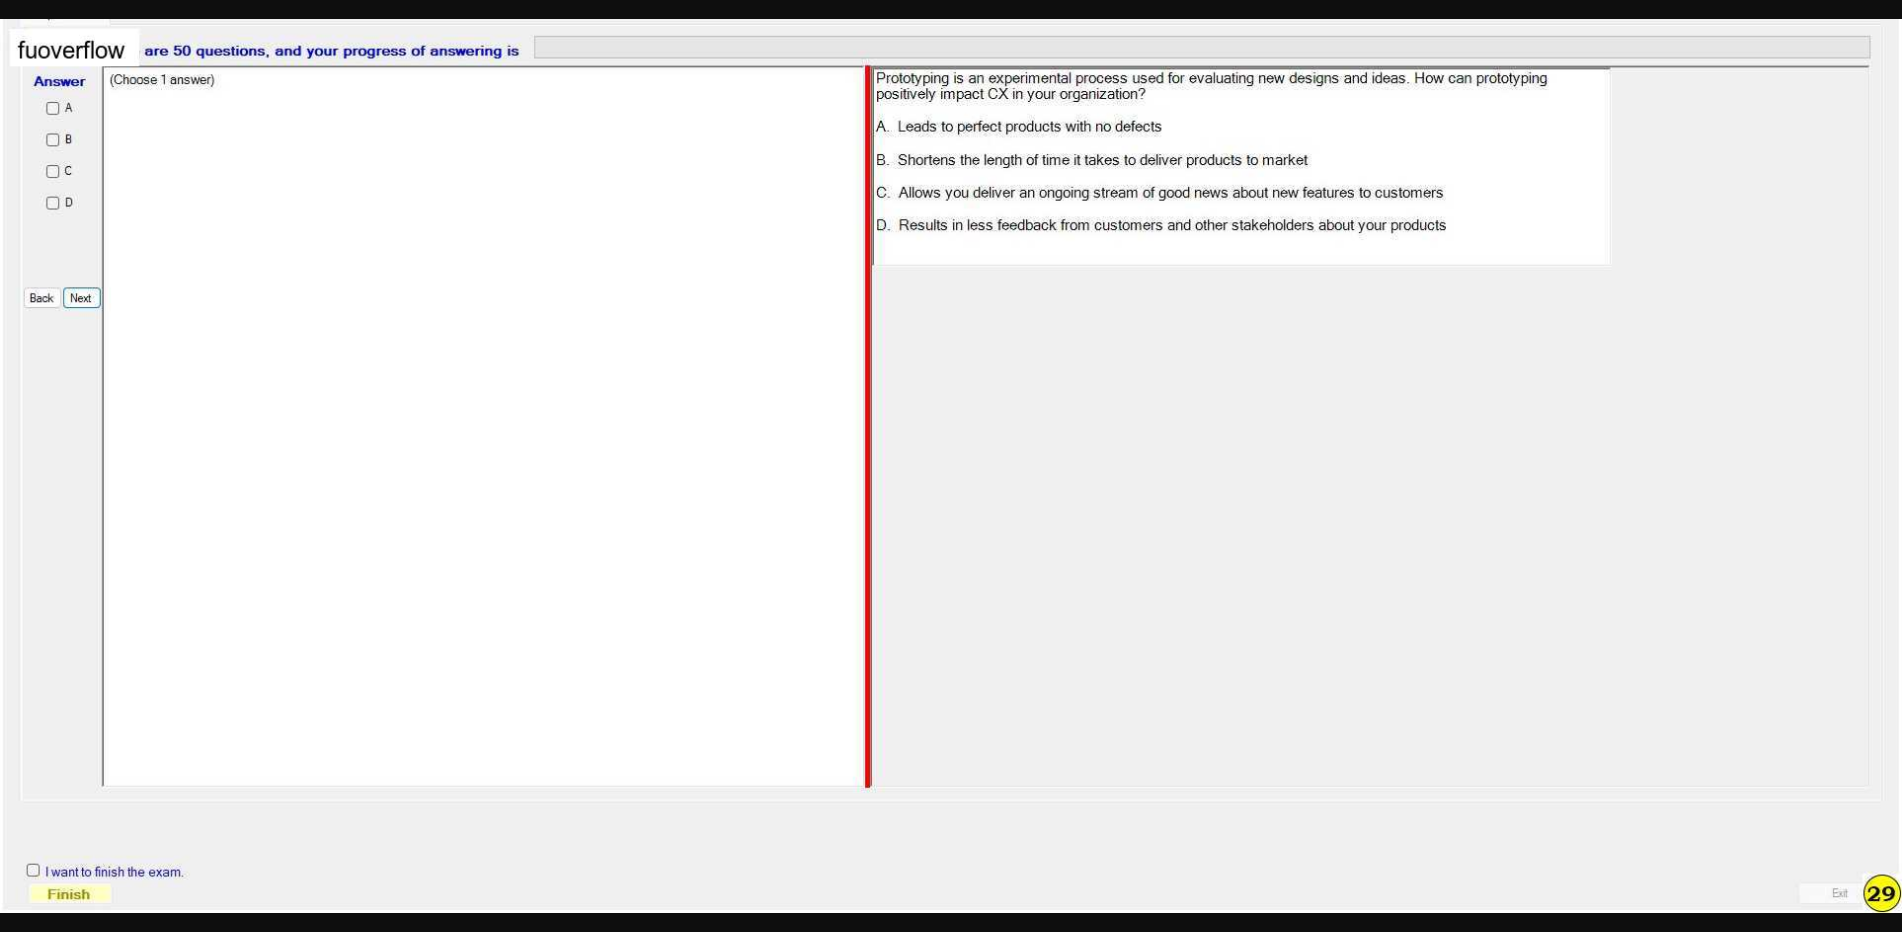 fuoverflow are 50 questions, and your progress of answering is
Answer
(Choose 1 answer)
A
B
C
D
Back Next
Prototyping is an experimental process used for evaluating new designs and ideas. How can prototyping
positively impact CX in your organization?
A. Leads to perfect products with no defects
B. Shortens the length of time it takes to deliver products to market
C. Allows you deliver an ongoing stream of good news about new features to customers
D. Results in less feedback from customers and other stakeholders about your products
I want to finish the exam.
Finish
Exit
29